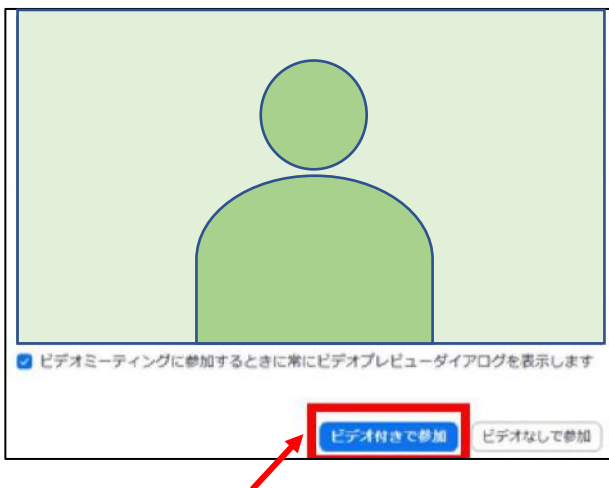 ビデオミーティングに参加するときに常にビデオプレビューダイアログを表示します
ビデオ付きで参加
ビデオなしで参加